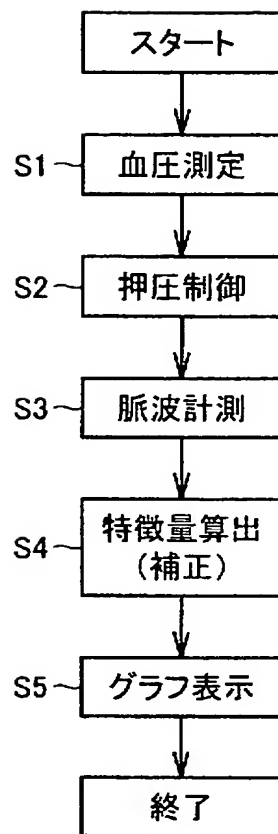 スタート
S1 血圧測定
S2 押圧制御
S3 脈波計測
S4 特徴量算出
(補正)
S5 グラフ表示
終了